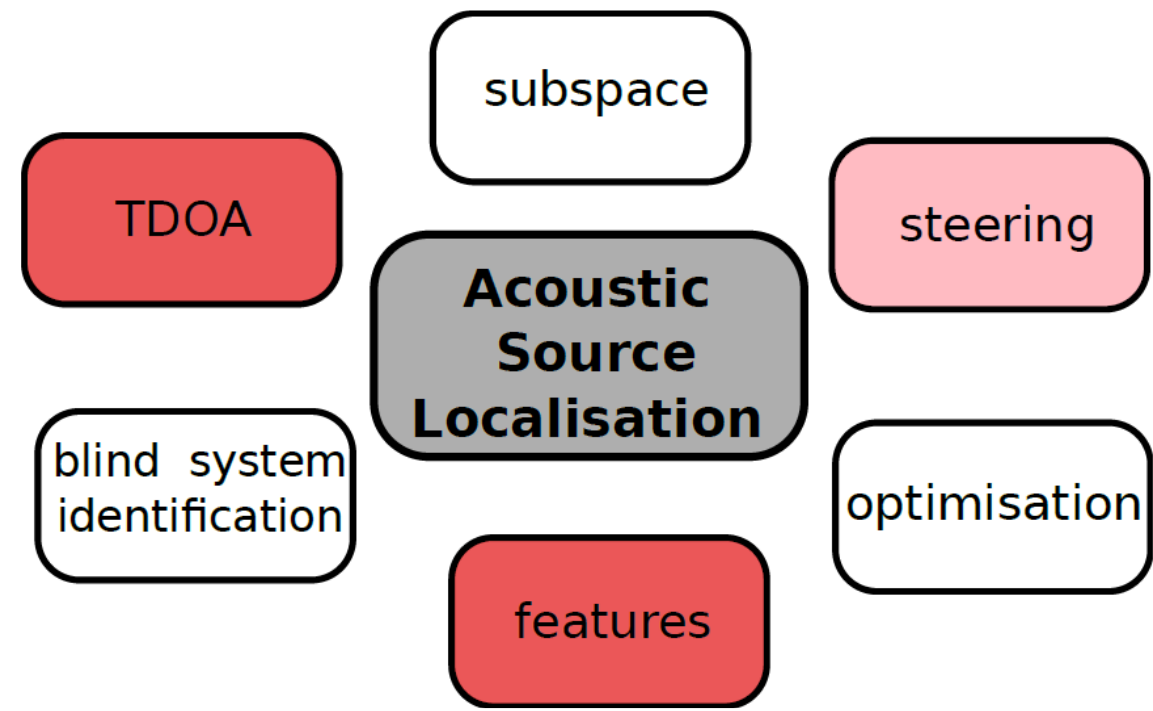 subspace
TDOA
steering
Acoustic
Source
Localisation
blind system
identification
optimisation
features